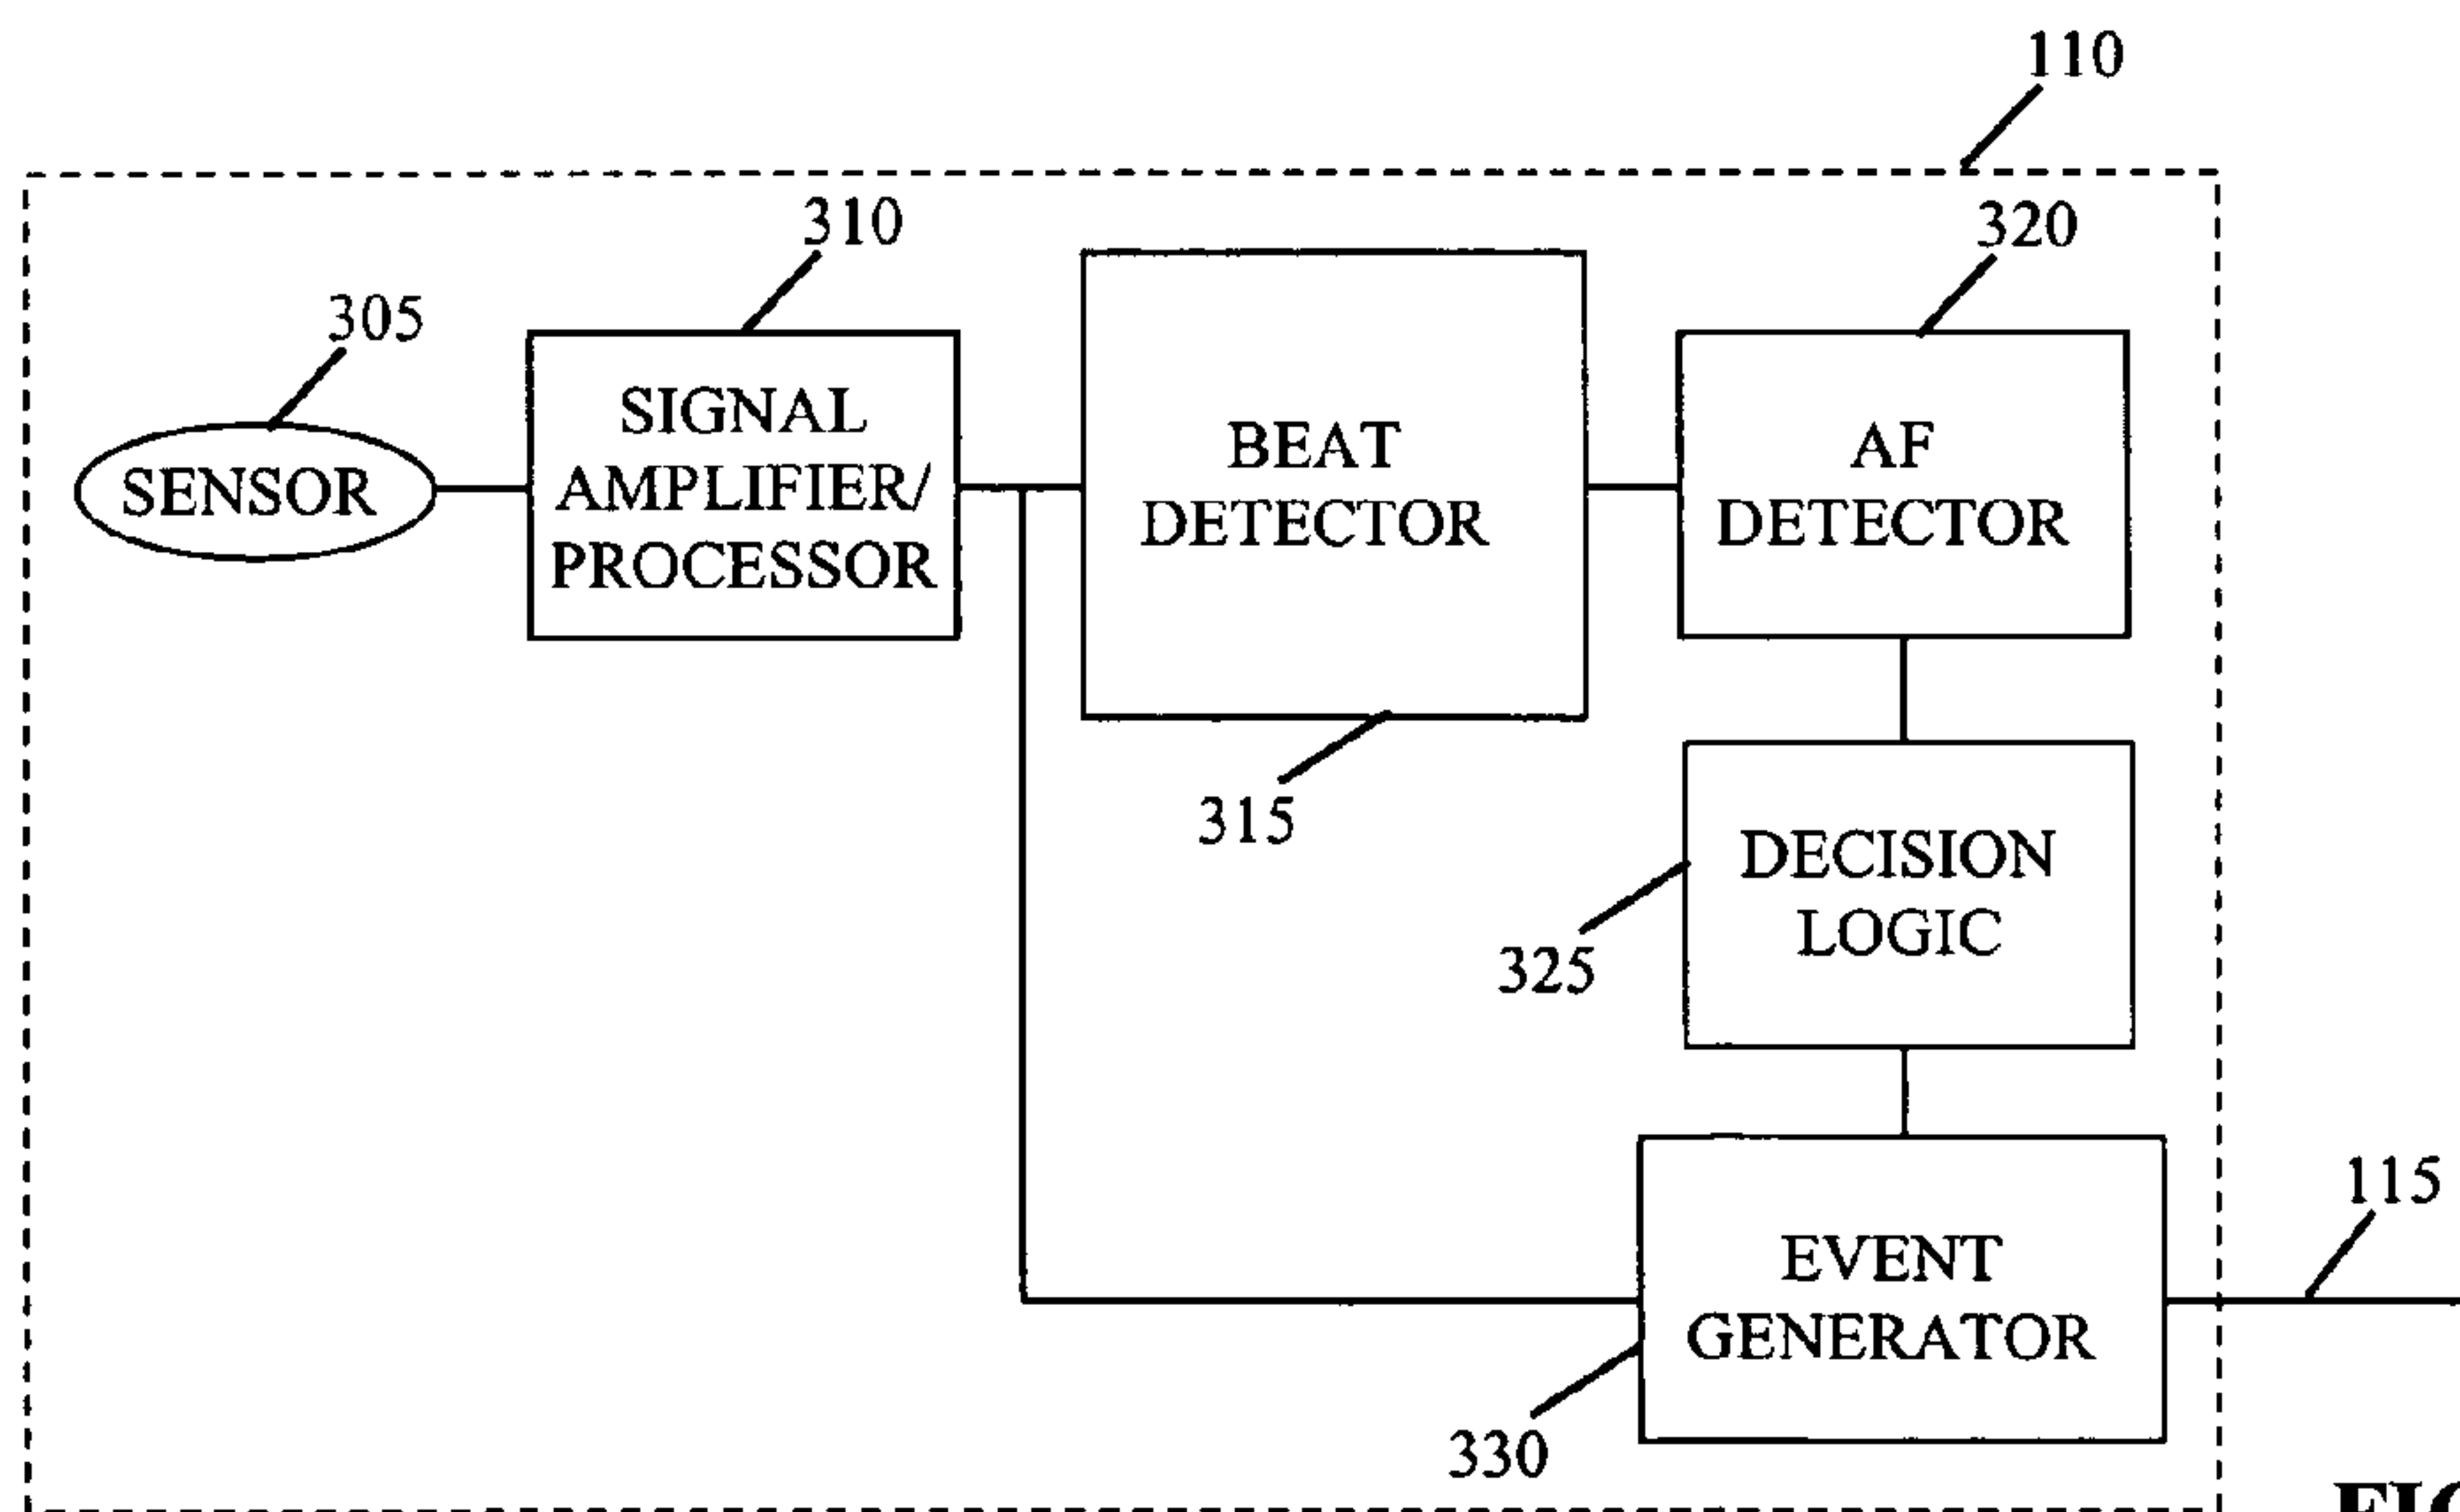 110
310
320
305
SIGNAL
AMPLIFIER/
PROCESSOR
SENSOR
BEAT
DETECTOR
AF
DETECTOR
315
DECISION
LOGIC
325
115
EVENT
GENERATOR
330